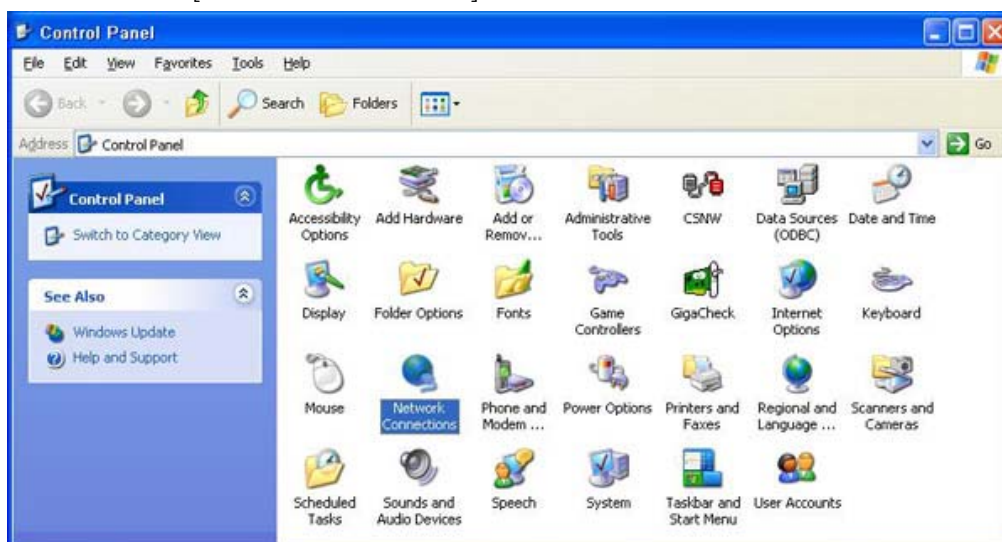 Control Panel
File Edit View Favorites Tools Help
Back Search Folders
Address Control Panel Go
Control Panel
Switch to Category View
See Also
Windows Update
Help and Support
Accessibility Options
Add Hardware
Add or Remov...
Administrative Tools
CSNW
Data Sources (ODBC)
Date and Time
Display
Folder Options
Fonts
Game Controllers
GigaCheck
Internet Options
Keyboard
Mouse
Network Connections
Phone and Modem ...
Power Options
Printers and Faxes
Regional and Language ...
Scanners and Cameras
Scheduled Tasks
Sounds and Audio Devices
Speech
System
Taskbar and Start Menu
User Accounts